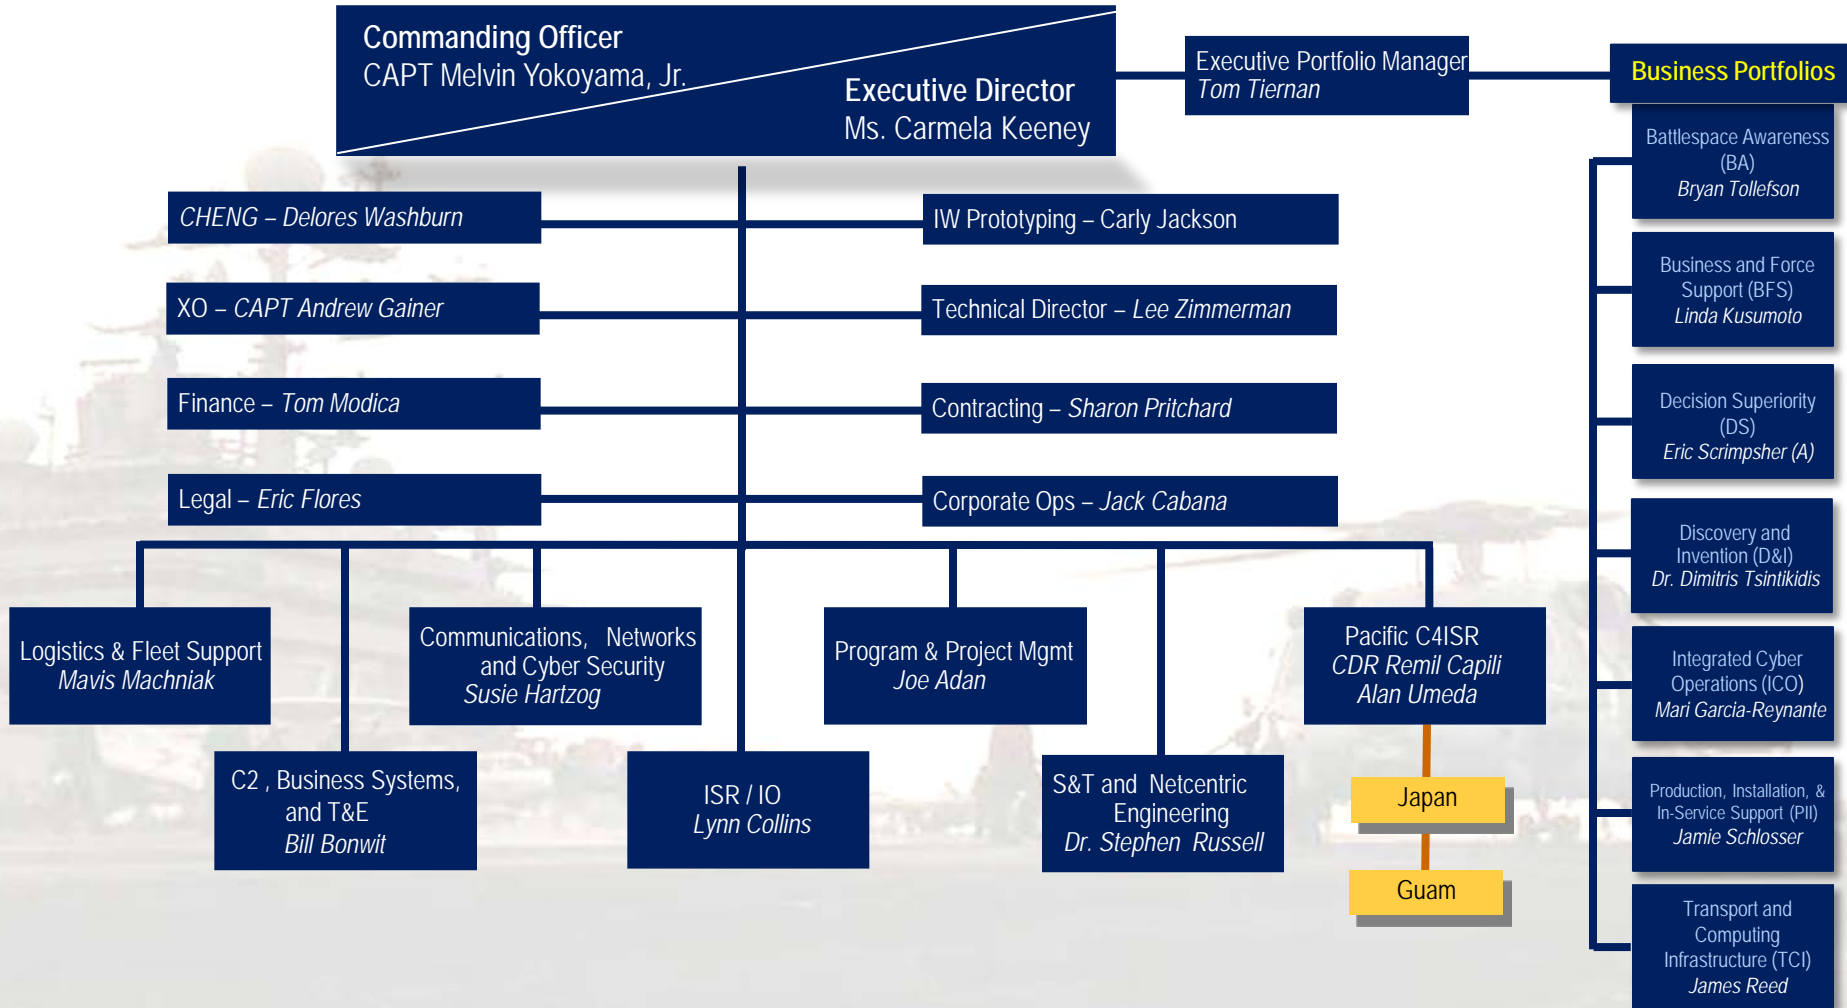 Commanding Officer
CAPT Melvin Yokoyama, Jr.
Executive Director
Ms. Carmela Keeney
Executive Portfolio Manager
Tom Tiernan
Business Portfolios
CHENG – Delores Washburn
IW Prototyping – Carly Jackson
XO – CAPT Andrew Gainer
Technical Director – Lee Zimmerman
Finance – Tom Modica
Contracting – Sharon Pritchard
Legal – Eric Flores
Corporate Ops – Jack Cabana
Logistics & Fleet Support
Mavis Machniak
Communications, Networks
and Cyber Security
Susie Hartzog
Program & Project Mgmt
Joe Adan
Pacific C4ISR
CDR Remil Capili
Alan Umeda
C2 , Business Systems,
and T&E
Bill Bonwit
ISR / IO
Lynn Collins
S&T and Netcentric
Engineering
Dr. Stephen Russell
Japan
Guam
Battlespace Awareness
(BA)
Bryan Tollefson
Business and Force
Support (BFS)
Linda Kusumoto
Decision Superiority
(DS)
Eric Scrimpsher (A)
Discovery and
Invention (D&I)
Dr. Dimitris Tsintikidis
Integrated Cyber
Operations (ICO)
Mari Garcia-Reynante
Production, Installation, &
In-Service Support (PII)
Jamie Schlosser
Transport and
Computing
Infrastructure (TCI)
James Reed